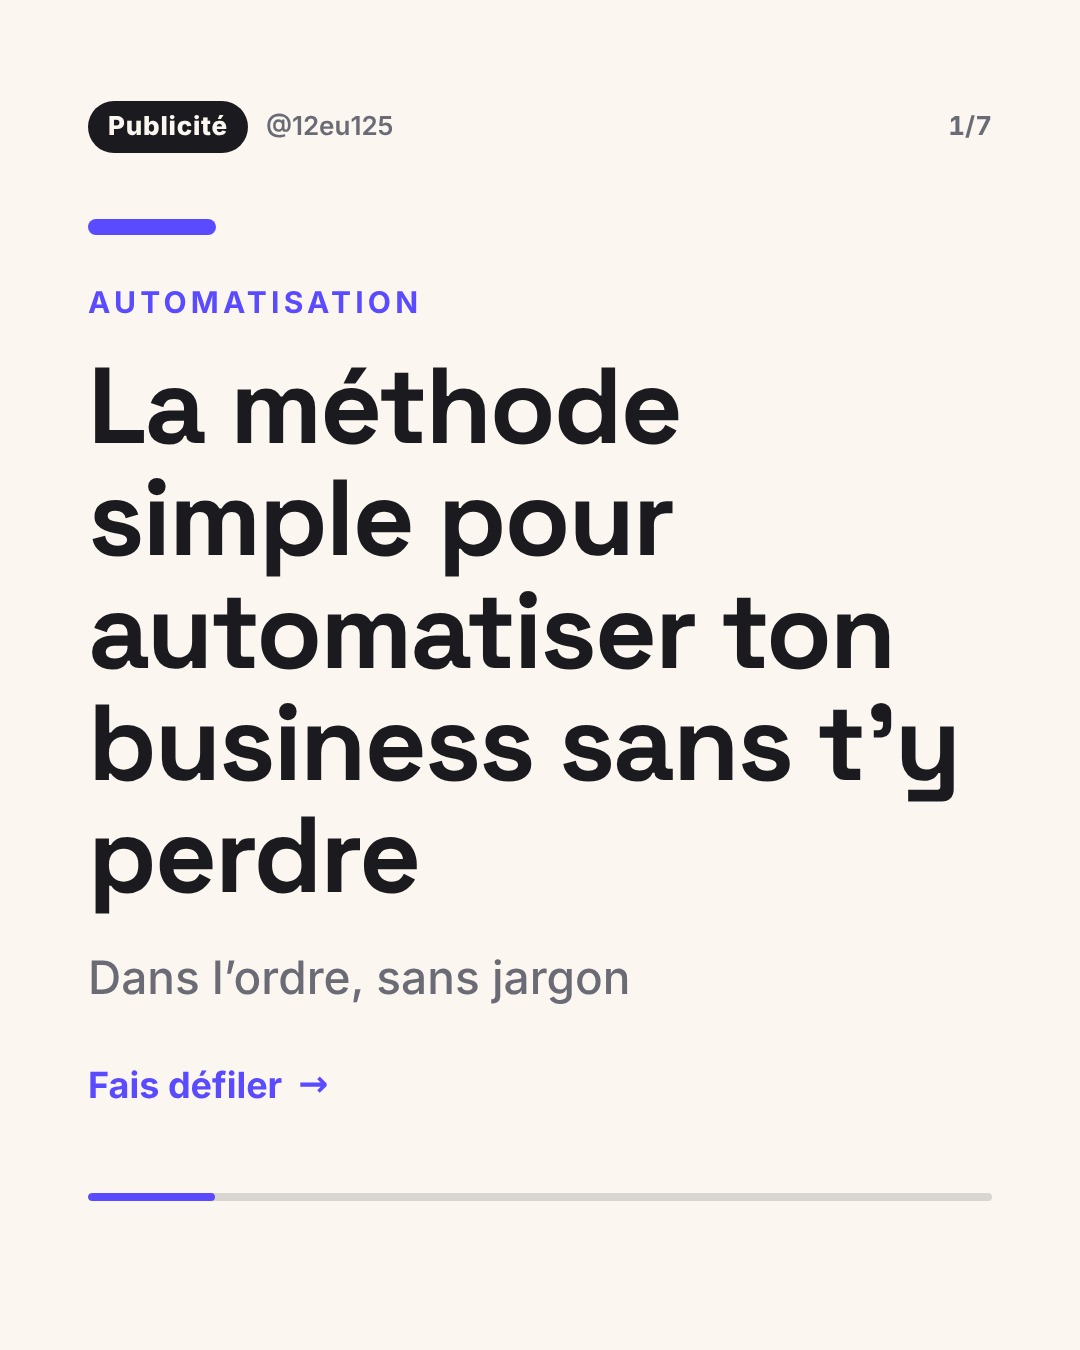 Publicité @12eu125 1/7
AUTOMATISATION
La méthode
simple pour
automatiser ton
business sans t’y
perdre
Dans l’ordre, sans jargon
Fais défiler →